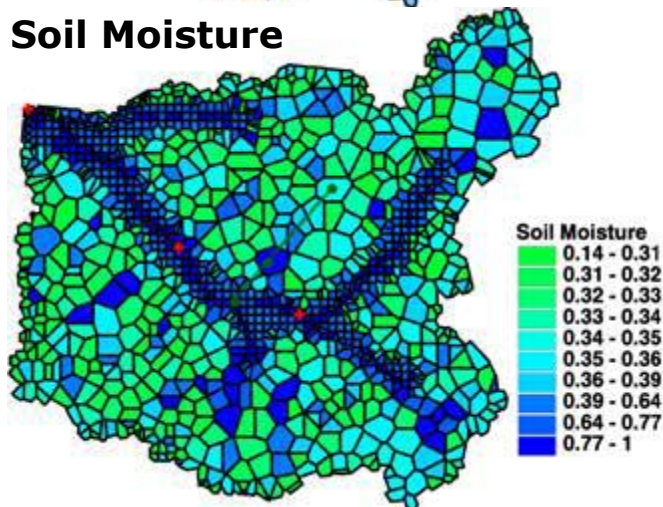 Soil Moisture
Soil Moisture
0.14 - 0.31
0.31 - 0.32
0.32 - 0.33
0.33 - 0.34
0.34 - 0.35
0.35 - 0.36
0.36 - 0.39
0.39 - 0.64
0.64 - 0.77
0.77 - 1